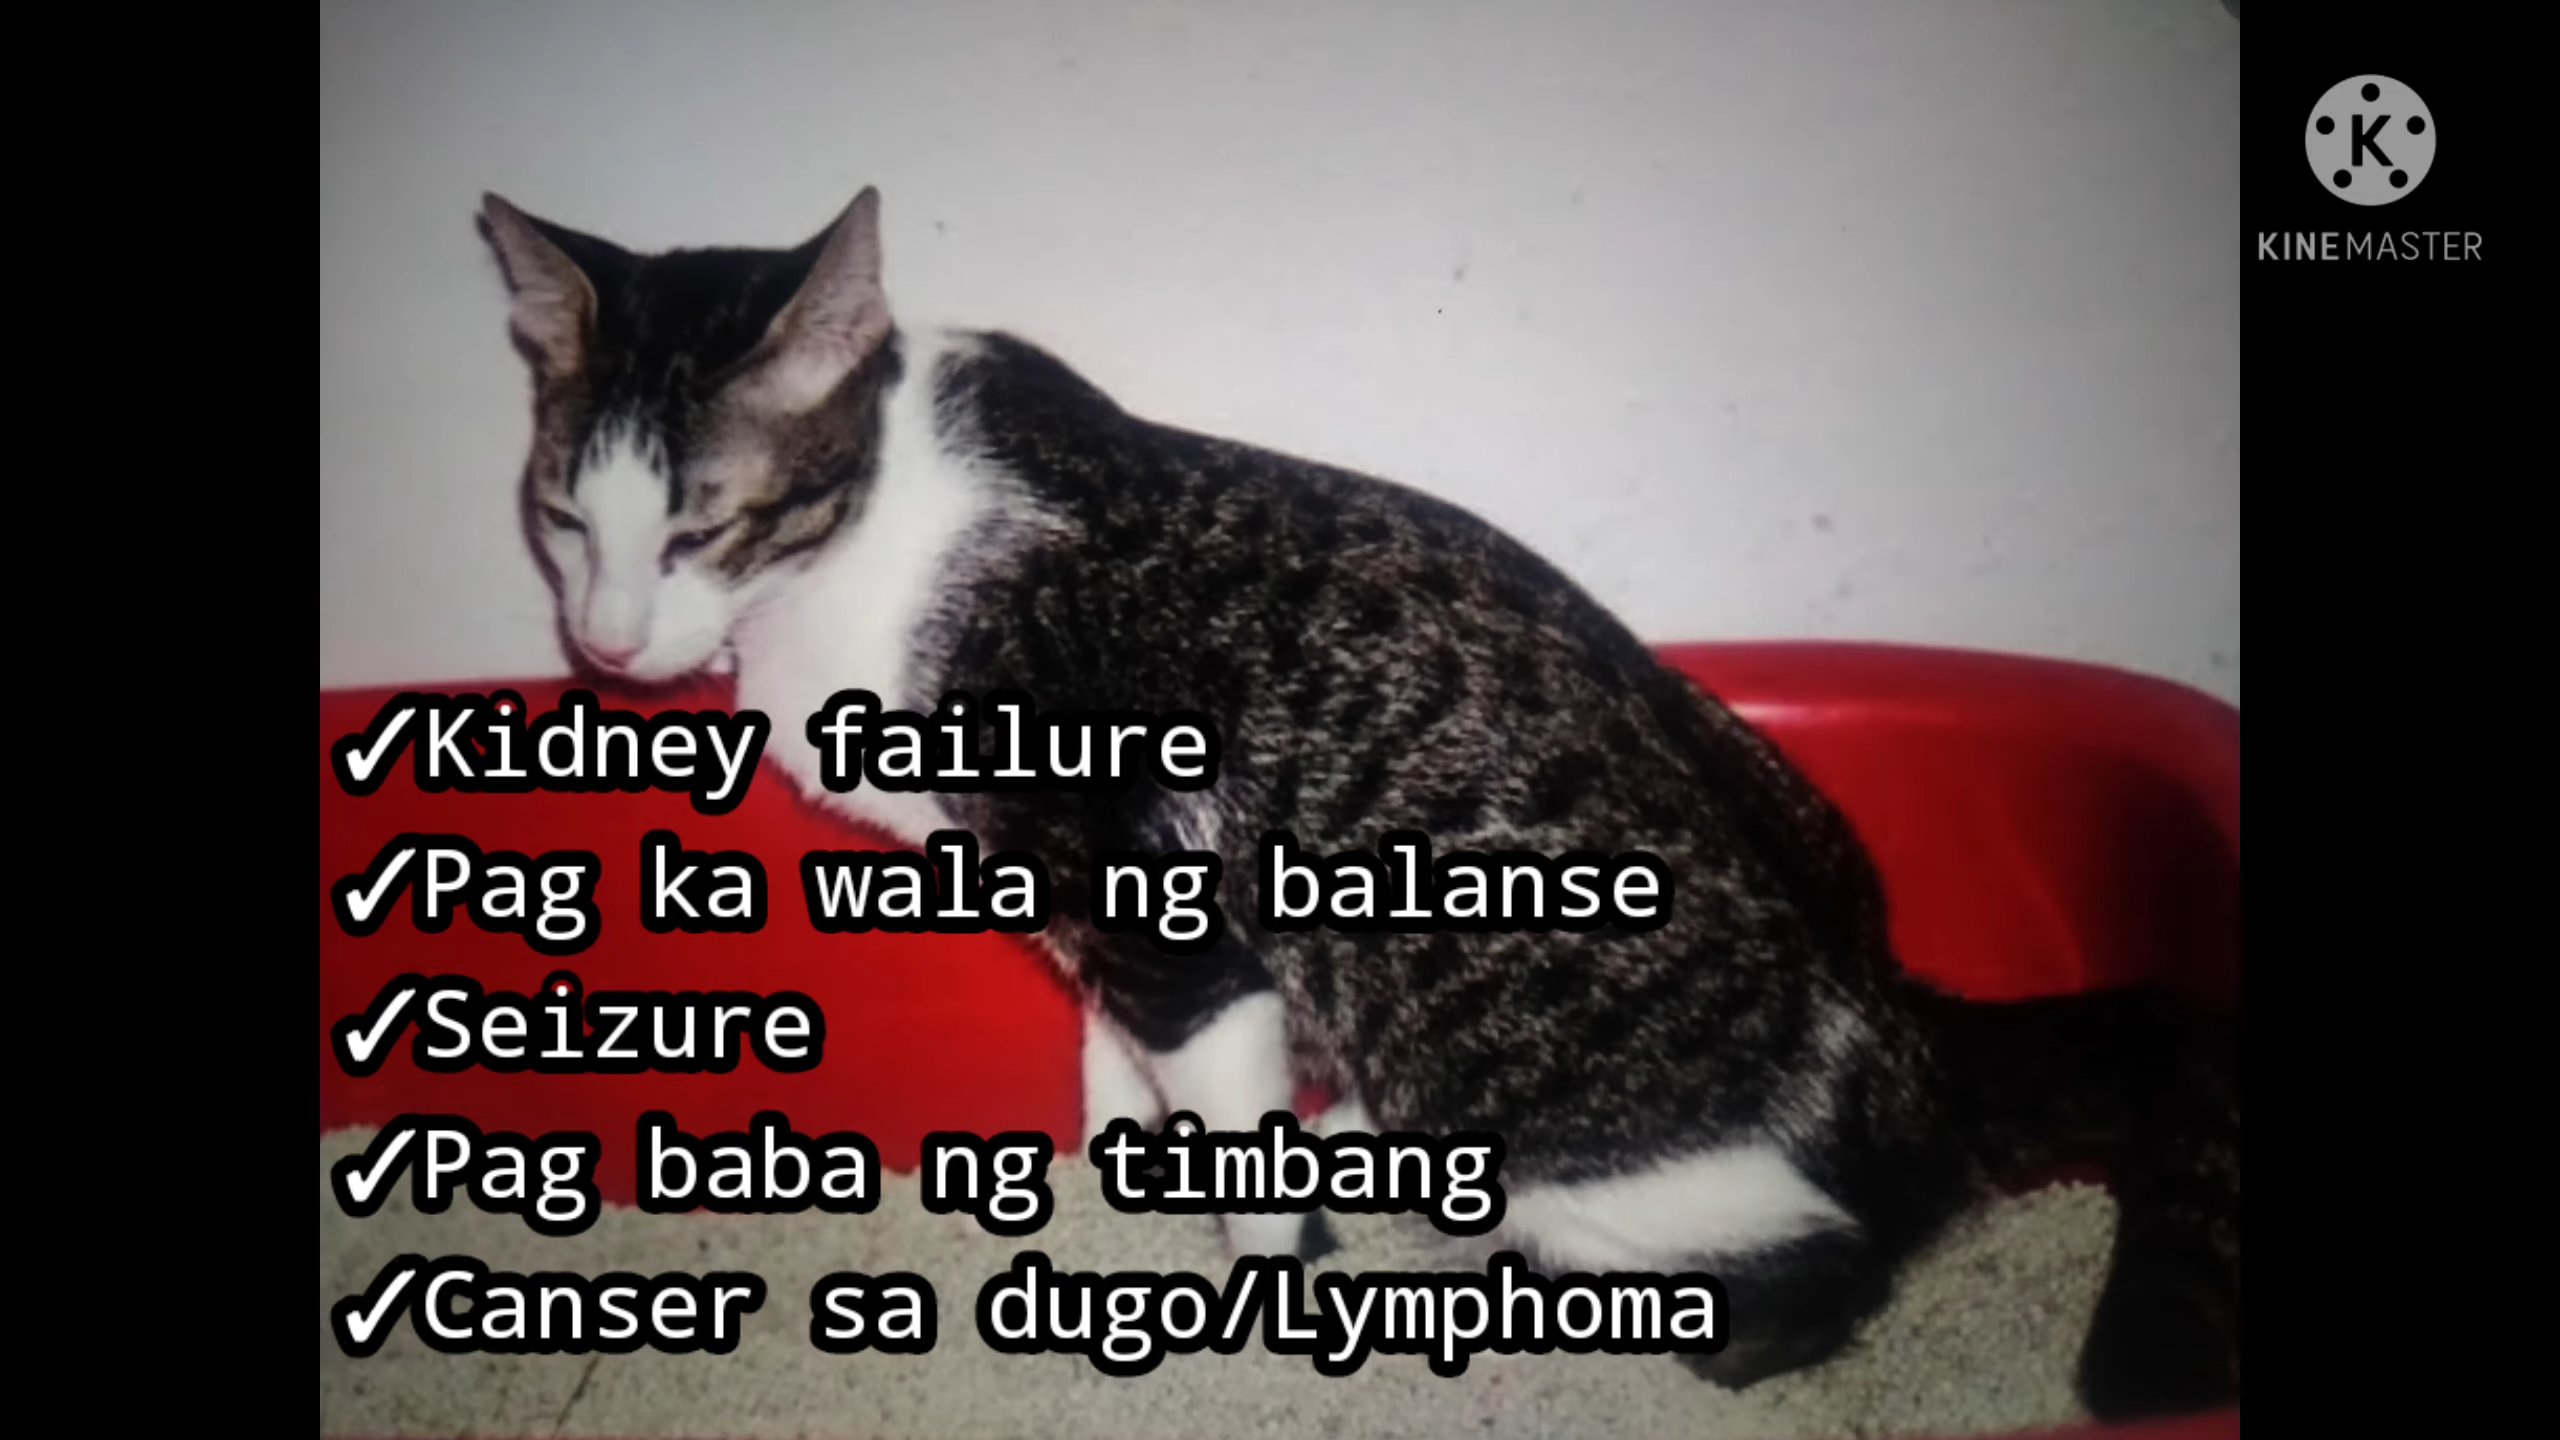 ✓Kidney failure
✓Pag ka wala ng balanse
✓Seizure
✓Pag baba ng timbang
✓Canser sa dugo/Lymphoma
K
KINEMASTER